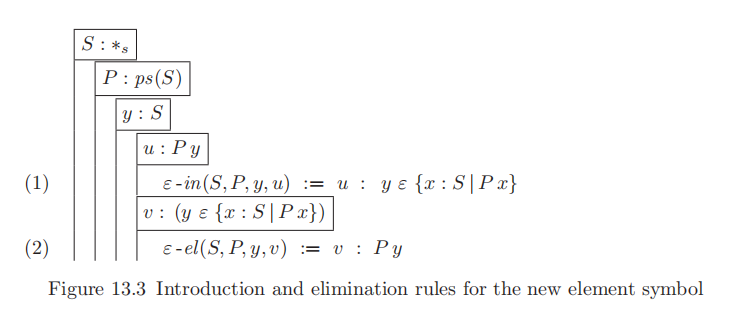 S : ∗ₛ
P : ps(S)
y : S
u : P y
(1) ε-in(S, P, y, u) := u : y ε {x : S | P x}
v : (y ε {x : S | P x})
(2) ε-el(S, P, y, v) := v : P y
Figure 13.3 Introduction and elimination rules for the new element symbol